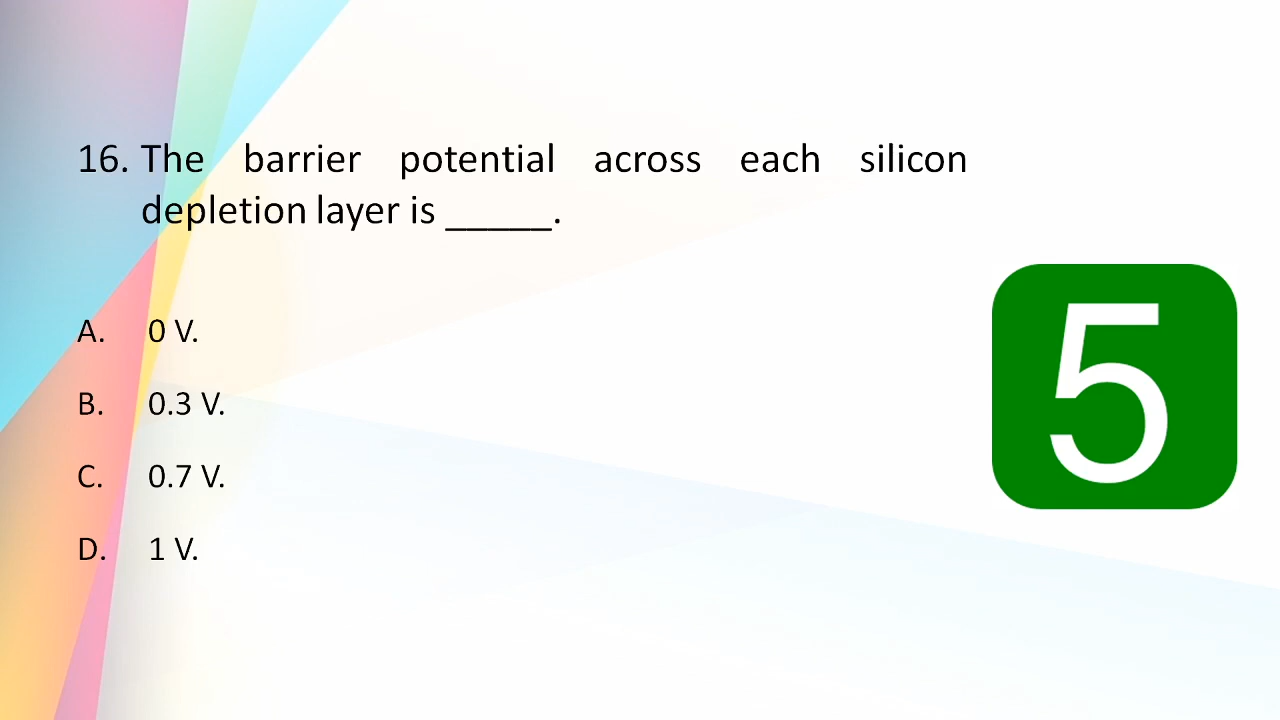 16. The barrier potential across each silicon
depletion layer is _____.
A. 0 V.
B. 0.3 V.
5
C. 0.7 V.
D. 1 V.